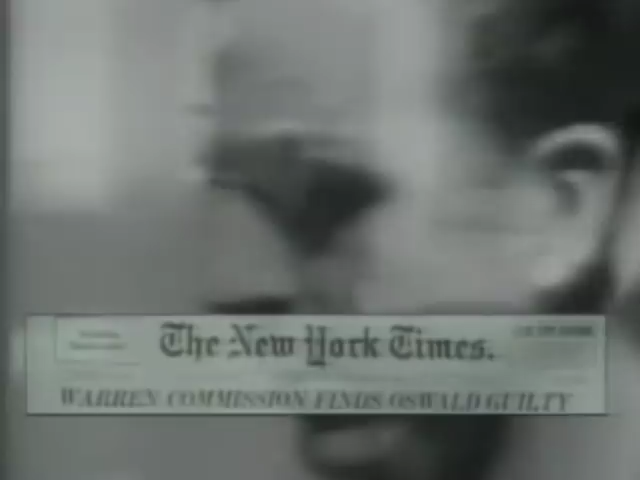 The New York Times.
WARREN COMMISSION FINDS OSWALD GUILTY